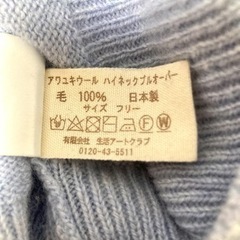 アワユキウール ハイネックプルオーバー
毛 100% 日本製
サイズ フリー
F W
有限会社 生活アートクラブ
0120-43-5511